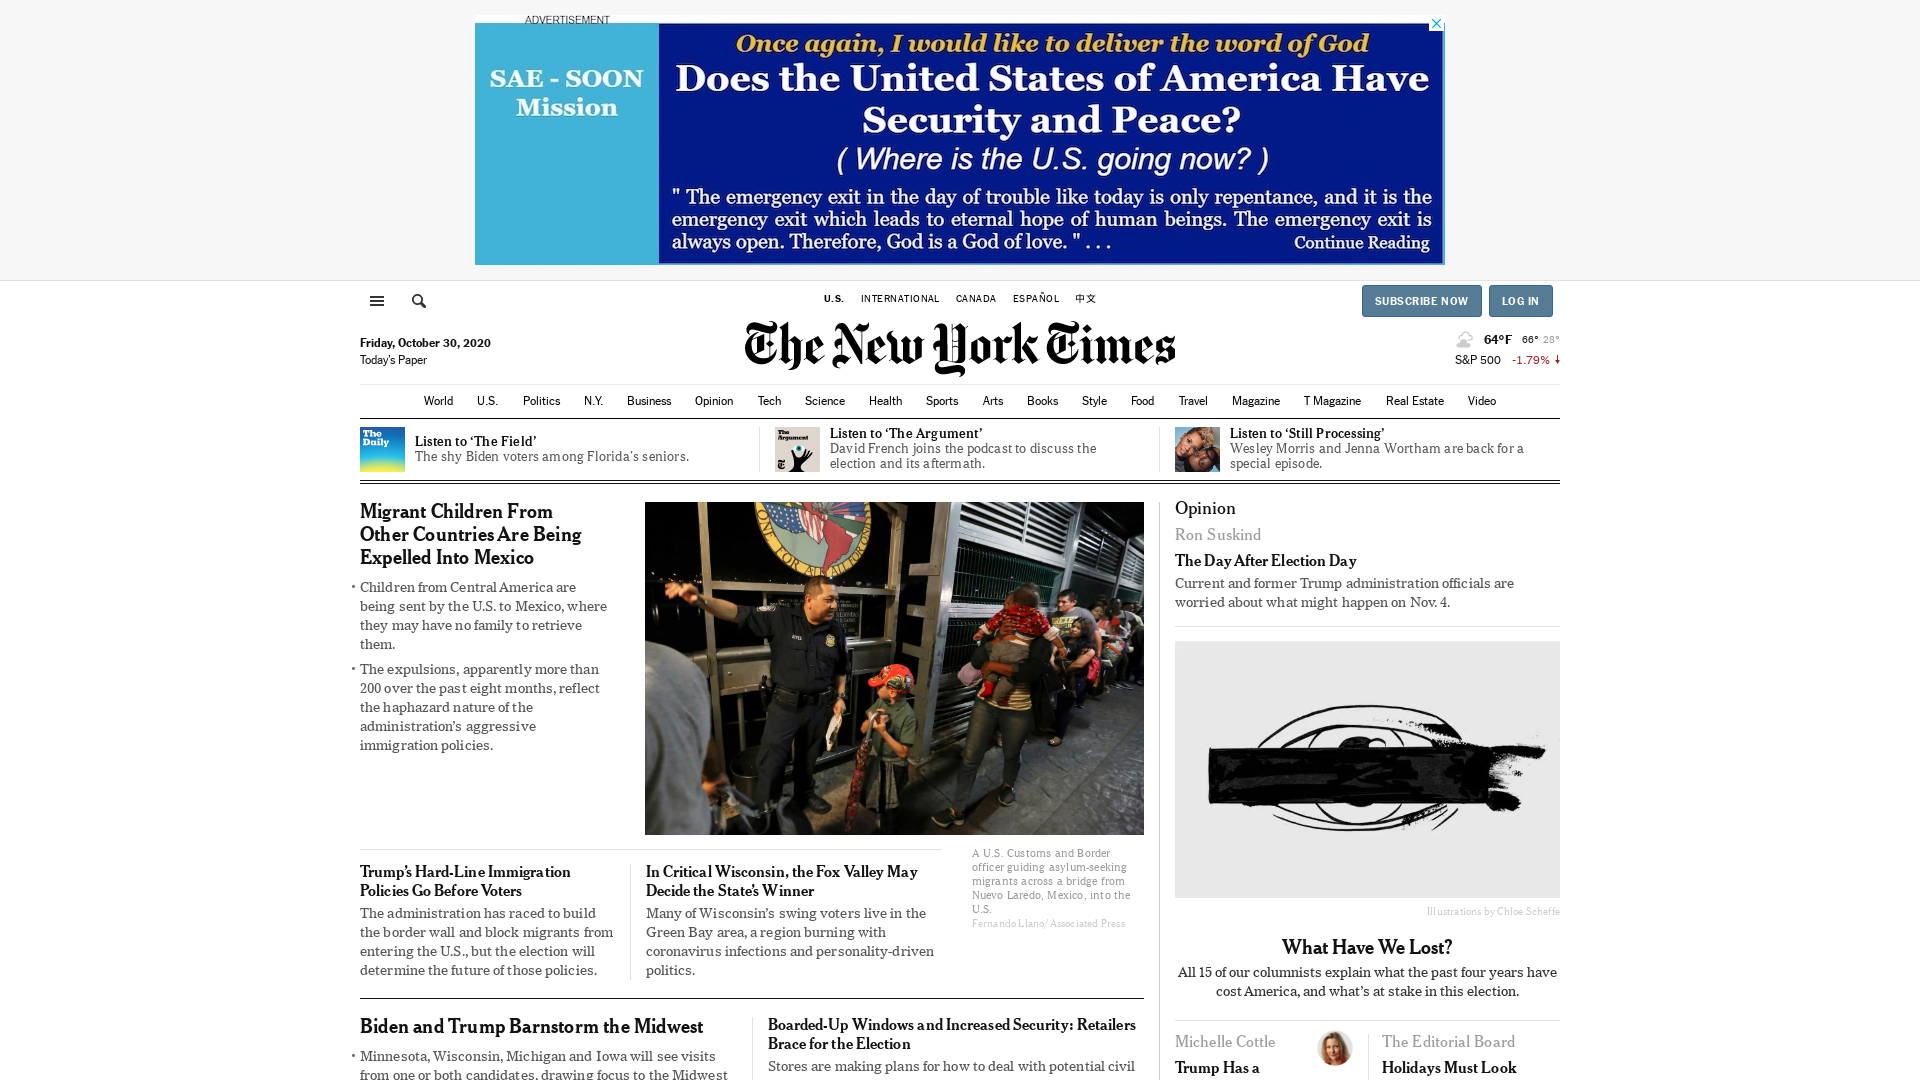 ADVERTISEMENT
SAE - SOON
Mission
Once again, I would like to deliver the word of God
Does the United States of America Have
Security and Peace?
( Where is the U.S. going now? )
" The emergency exit in the day of trouble like today is only repentance, and it is the
emergency exit which leads to eternal hope of human beings. The emergency exit is
always open. Therefore, God is a God of love. " . . .
Continue Reading
U.S.
INTERNATIONAL
CANADA
ESPAÑOL
中文
SUBSCRIBE NOW
LOG IN
Friday, October 30, 2020
Today's Paper
The New York Times
64°F 66° 28°
S&P 500 -1.79%
World U.S. Politics N.Y. Business Opinion Tech Science Health Sports Arts Books Style Food Travel Magazine T Magazine Real Estate Video
The
Daily
Listen to ‘The Field’
The shy Biden voters among Florida’s seniors.
The
Argument
Listen to ‘The Argument’
David French joins the podcast to discuss the
election and its aftermath.
Listen to ‘Still Processing’
Wesley Morris and Jenna Wortham are back for a
special episode.
Migrant Children From
Other Countries Are Being
Expelled Into Mexico
• Children from Central America are
being sent by the U.S. to Mexico, where
they may have no family to retrieve
them.
• The expulsions, apparently more than
200 over the past eight months, reflect
the haphazard nature of the
administration’s aggressive
immigration policies.
A U.S. Customs and Border
officer guiding asylum-seeking
migrants across a bridge from
Nuevo Laredo, Mexico, into the
U.S.
Fernando Llano/Associated Press
Trump’s Hard-Line Immigration
Policies Go Before Voters
The administration has raced to build
the border wall and block migrants from
entering the U.S., but the election will
determine the future of those policies.
In Critical Wisconsin, the Fox Valley May
Decide the State’s Winner
Many of Wisconsin’s swing voters live in the
Green Bay area, a region burning with
coronavirus infections and personality-driven
politics.
Biden and Trump Barnstorm the Midwest
• Minnesota, Wisconsin, Michigan and Iowa will see visits
from one or both candidates, drawing focus to the Midwest
Boarded-Up Windows and Increased Security: Retailers
Brace for the Election
Stores are making plans for how to deal with potential civil
Opinion
Ron Suskind
The Day After Election Day
Current and former Trump administration officials are
worried about what might happen on Nov. 4.
Illustrations by Chloe Scheffe
What Have We Lost?
All 15 of our columnists explain what the past four years have
cost America, and what’s at stake in this election.
Michelle Cottle
Trump Has a
The Editorial Board
Holidays Must Look